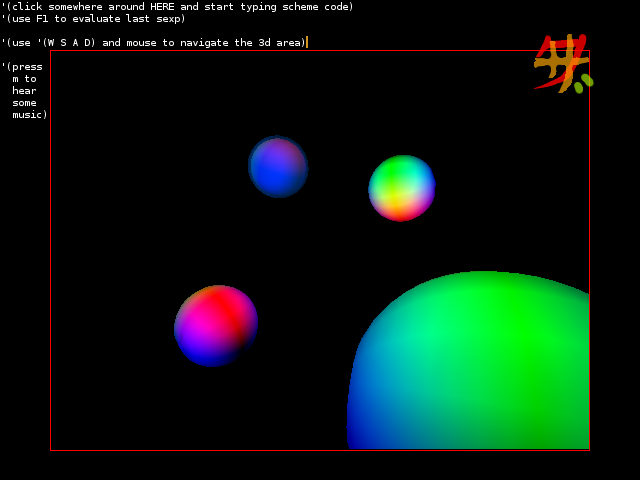 '(click somewhere around HERE and start typing scheme code)
'(use F1 to evaluate last sexp)
'(use '(W S A D) and mouse to navigate the 3d area)
'(press
m to
hear
some
music)